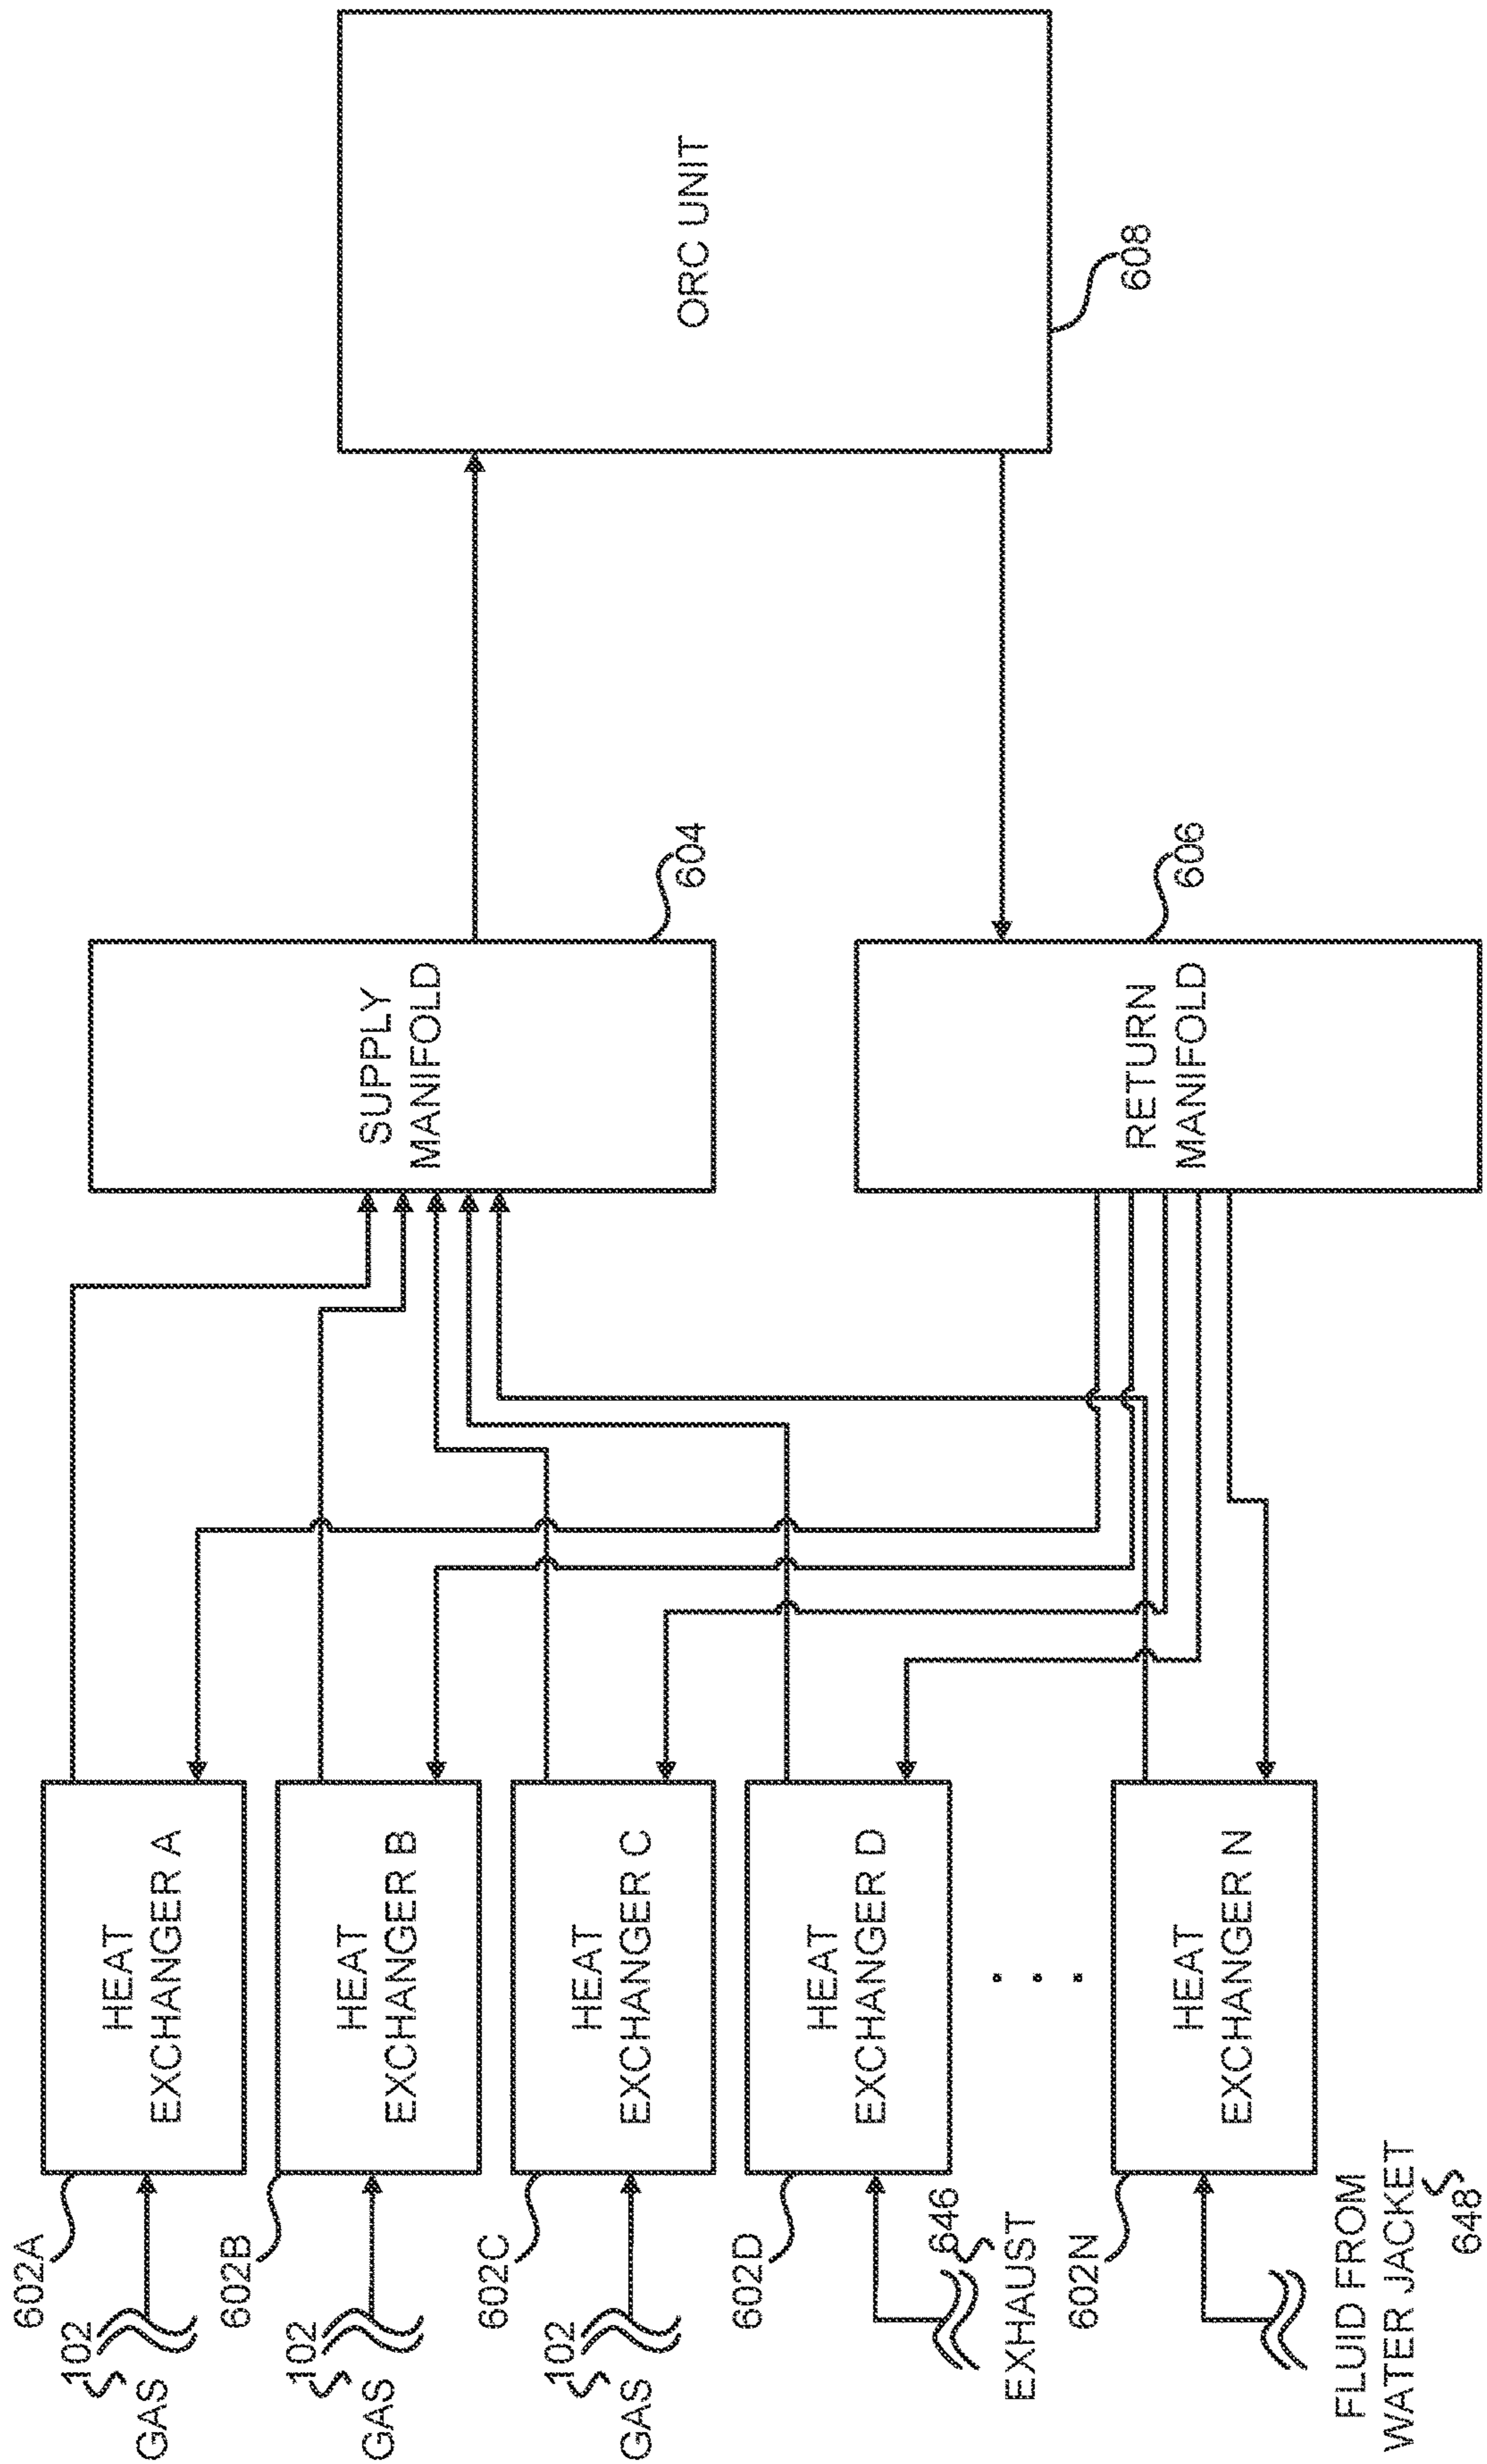 602A
102
GAS
HEAT
EXCHANGER A
602B
102
GAS
HEAT
EXCHANGER B
602C
102
GAS
HEAT
EXCHANGER C
602D
646
EXHAUST
HEAT
EXCHANGER D
. . .
602N
FLUID FROM
WATER JACKET
648
HEAT
EXCHANGER N
SUPPLY
MANIFOLD
604
RETURN
MANIFOLD
606
ORC UNIT
608